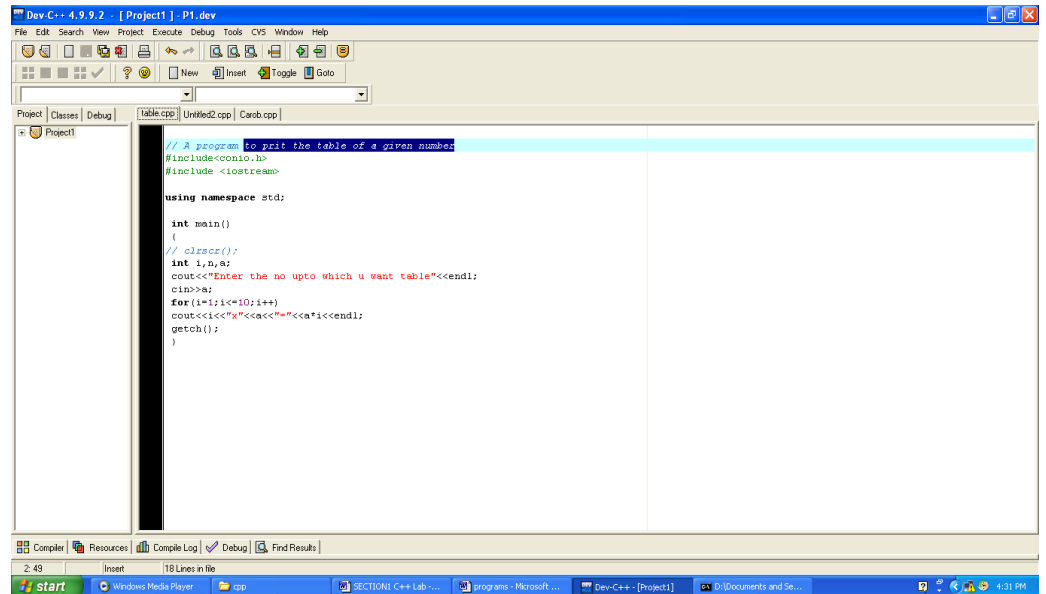 Dev-C++ 4.9.9.2 - [ Project1 ] - P1.dev
File Edit Search View Project Execute Debug Tools CVS Window Help
New Insert Toggle Goto
Project Classes Debug table.cpp Untitled2.cpp Carob.cpp
Project1
// A program to prit the table of a given number
#include<conio.h>
#include <iostream>
using namespace std;
int main()
{
// clrscr();
int i,n,a;
cout<<"Enter the no upto which u want table"<<endl;
cin>>a;
for(i=1;i<=10;i++)
cout<<i<<"x"<<a<<"="<<a*i<<endl;
getch();
}
Compiler Resources Compile Log Debug Find Results
2: 49 Insert 18 Lines in file
start Windows Media Player cpp SECTION1 C++ Lab -... programs - Microsoft ... Dev-C++ - [Project1] D:\Documents and Se... 4:31 PM